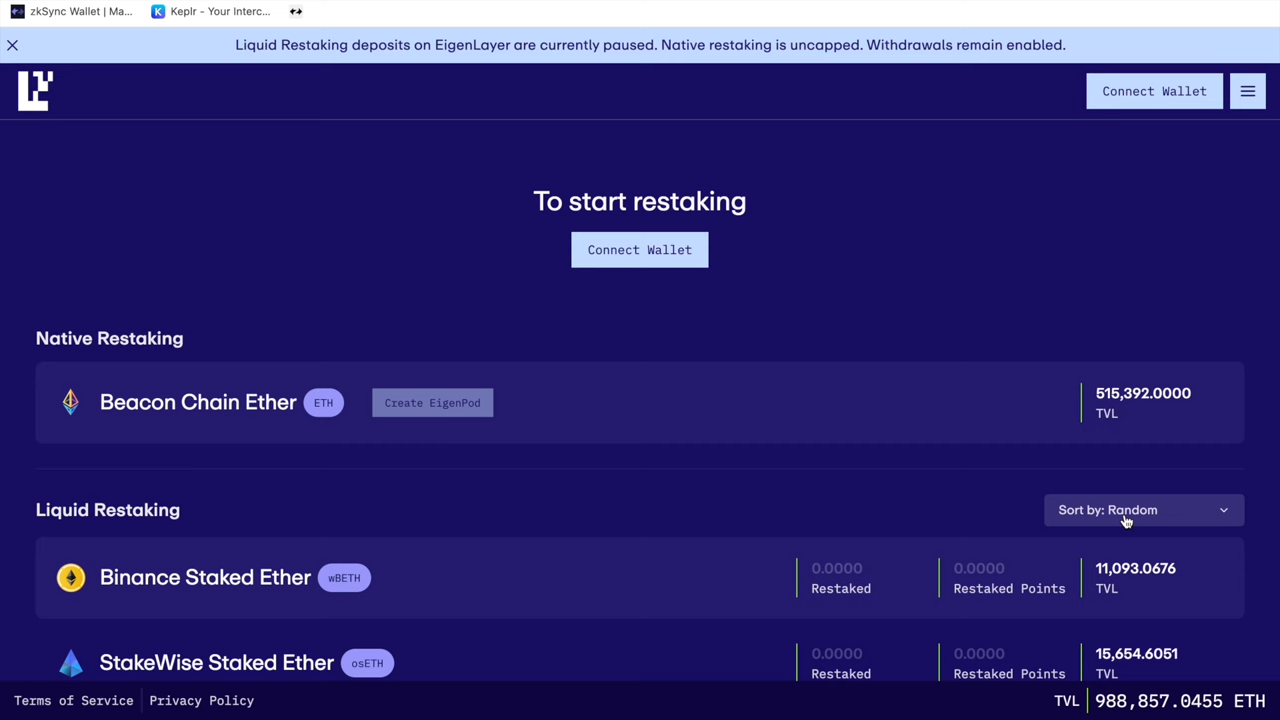 zkSync Wallet | Ma...
Keplr - Your Interc...
Liquid Restaking deposits on EigenLayer are currently paused. Native restaking is uncapped. Withdrawals remain enabled.
Connect Wallet
To start restaking
Connect Wallet
Native Restaking
Beacon Chain Ether ETH Create EigenPod 515,392.0000
TVL
Liquid Restaking Sort by: Random
Binance Staked Ether wBETH 0.0000 0.0000 11,093.0676
Restaked Restaked Points TVL
StakeWise Staked Ether osETH 0.0000 0.0000 15,654.6051
Restaked Restaked Points TVL
Terms of Service Privacy Policy TVL 988,857.0455 ETH